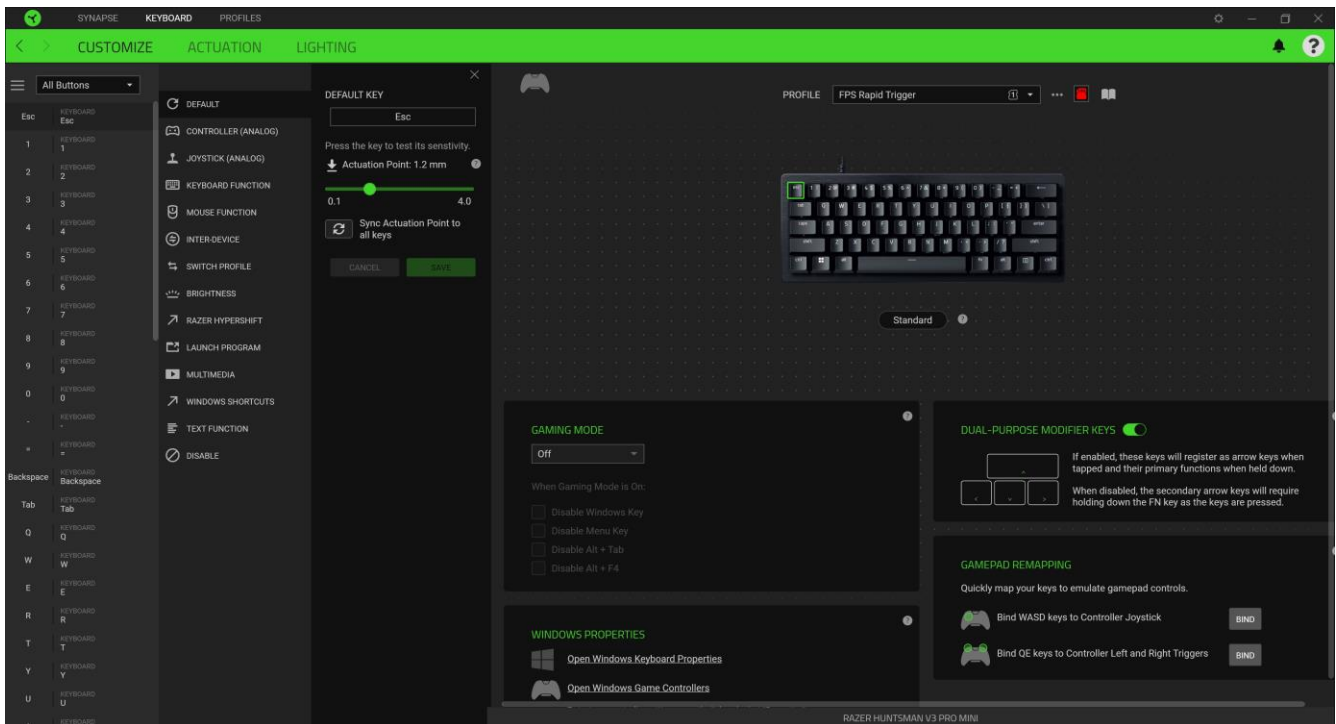 SYNAPSE KEYBOARD PROFILES
CUSTOMIZE ACTUATION LIGHTING
All Buttons
Esc KEYBOARD Esc
1 KEYBOARD 1
2 KEYBOARD 2
3 KEYBOARD 3
4 KEYBOARD 4
5 KEYBOARD 5
6 KEYBOARD 6
7 KEYBOARD 7
8 KEYBOARD 8
9 KEYBOARD 9
0 KEYBOARD 0
- KEYBOARD -
= KEYBOARD =
Backspace KEYBOARD Backspace
Tab KEYBOARD Tab
Q KEYBOARD Q
W KEYBOARD W
E KEYBOARD E
R KEYBOARD R
T KEYBOARD T
Y KEYBOARD Y
U KEYBOARD U
DEFAULT
CONTROLLER (ANALOG)
JOYSTICK (ANALOG)
KEYBOARD FUNCTION
MOUSE FUNCTION
INTER-DEVICE
SWITCH PROFILE
BRIGHTNESS
RAZER HYPERSHIFT
LAUNCH PROGRAM
MULTIMEDIA
WINDOWS SHORTCUTS
TEXT FUNCTION
DISABLE
DEFAULT KEY
Esc
Press the key to test its senstivity.
Actuation Point: 1.2 mm
0.1 4.0
Sync Actuation Point to
all keys
CANCEL SAVE
PROFILE FPS Rapid Trigger 1
Standard
GAMING MODE
Off
When Gaming Mode is On:
Disable Windows Key
Disable Menu Key
Disable Alt + Tab
Disable Alt + F4
WINDOWS PROPERTIES
Open Windows Keyboard Properties
Open Windows Game Controllers
DUAL-PURPOSE MODIFIER KEYS
If enabled, these keys will register as arrow keys when
tapped and their primary functions when held down.
When disabled, the secondary arrow keys will require
holding down the FN key as the keys are pressed.
GAMEPAD REMAPPING
Quickly map your keys to emulate gamepad controls.
Bind WASD keys to Controller Joystick BIND
Bind QE keys to Controller Left and Right Triggers BIND
RAZER HUNTSMAN V3 PRO MINI